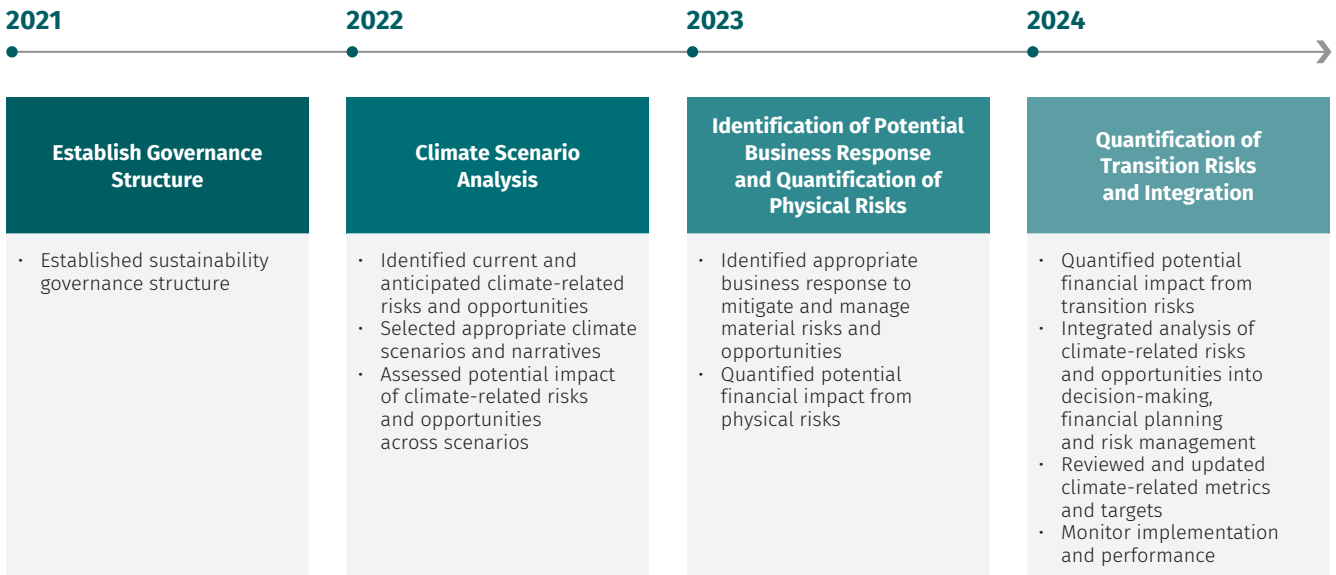 2021
2022
2023
2024
Establish Governance
Structure
· Established sustainability
governance structure
Climate Scenario
Analysis
· Identified current and
anticipated climate-related
risks and opportunities
· Selected appropriate climate
scenarios and narratives
· Assessed potential impact
of climate-related risks
and opportunities
across scenarios
Identification of Potential
Business Response
and Quantification of
Physical Risks
· Identified appropriate
business response to
mitigate and manage
material risks and
opportunities
· Quantified potential
financial impact from
physical risks
Quantification of
Transition Risks
and Integration
· Quantified potential
financial impact from
transition risks
· Integrated analysis of
climate-related risks
and opportunities into
decision-making,
financial planning
and risk management
· Reviewed and updated
climate-related metrics
and targets
· Monitor implementation
and performance